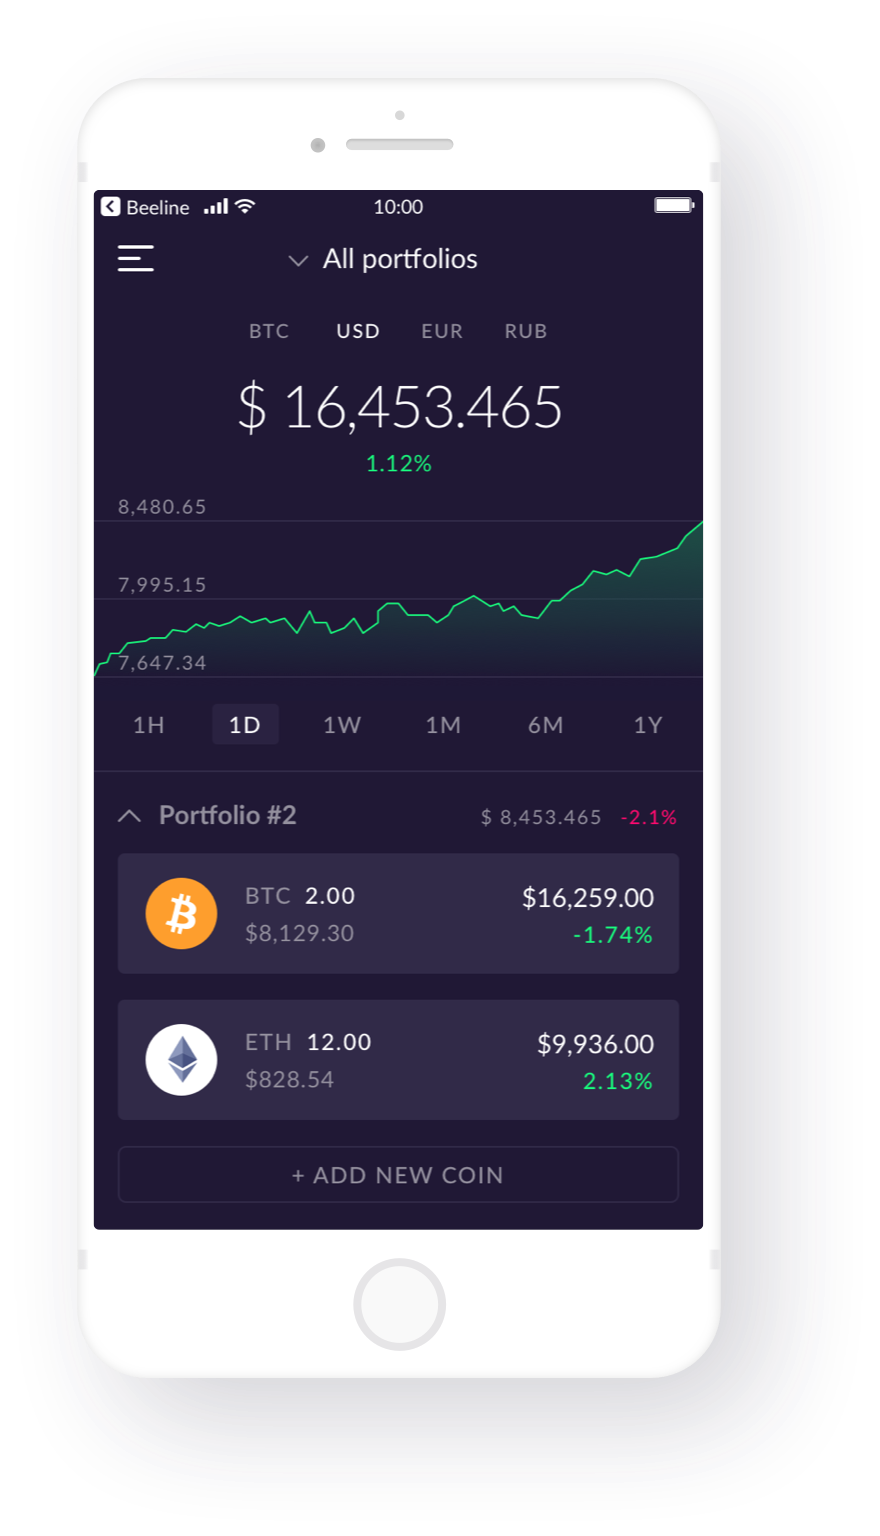 Beeline 10:00
All portfolios
BTC USD EUR RUB
$ 16,453.465
1.12%
8,480.65
7,995.15
7,647.34
1H 1D 1W 1M 6M 1Y
Portfolio #2 $ 8,453.465 -2.1%
BTC 2.00 $16,259.00
$8,129.30 -1.74%
ETH 12.00 $9,936.00
$828.54 2.13%
+ ADD NEW COIN